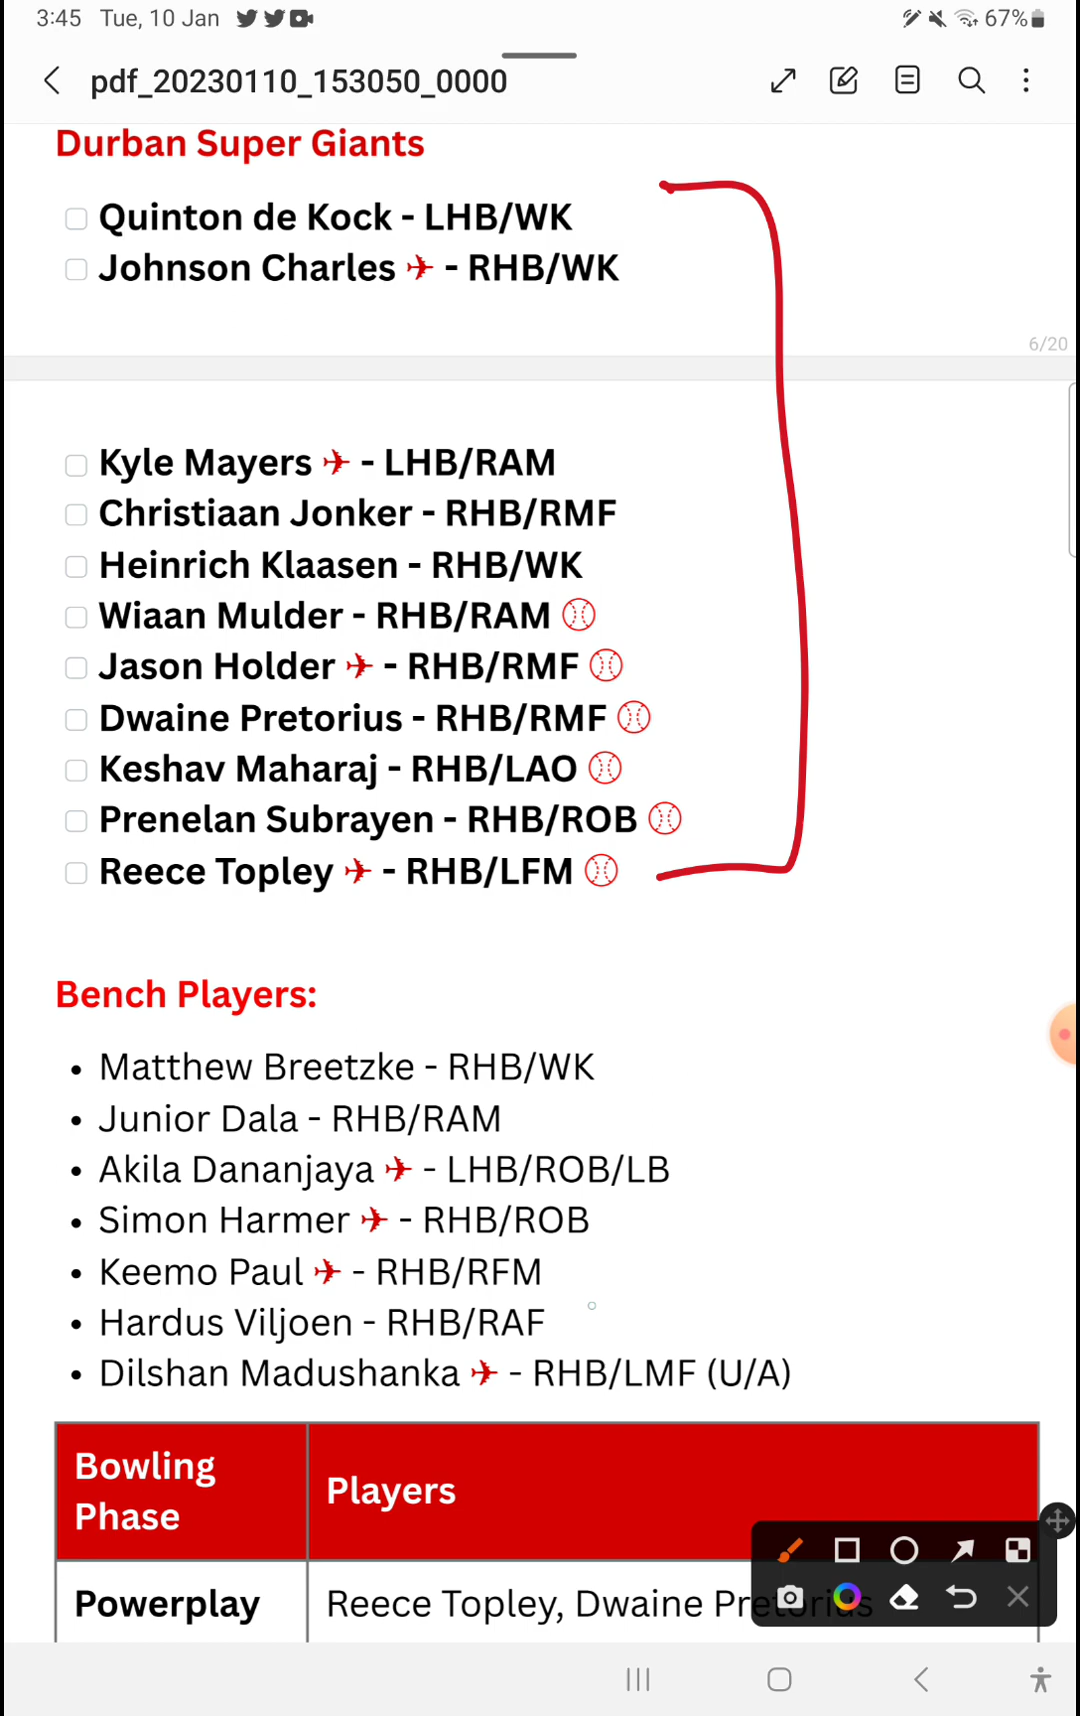 3:45 Tue, 10 Jan 67%
pdf_20230110_153050_0000
Durban Super Giants
Quinton de Kock - LHB/WK
Johnson Charles ✈ - RHB/WK
6/20
Kyle Mayers ✈ - LHB/RAM
Christiaan Jonker - RHB/RMF
Heinrich Klaasen - RHB/WK
Wiaan Mulder - RHB/RAM
Jason Holder ✈ - RHB/RMF
Dwaine Pretorius - RHB/RMF
Keshav Maharaj - RHB/LAO
Prenelan Subrayen - RHB/ROB
Reece Topley ✈ - RHB/LFM
Bench Players:
• Matthew Breetzke - RHB/WK
• Junior Dala - RHB/RAM
• Akila Dananjaya ✈ - LHB/ROB/LB
• Simon Harmer ✈ - RHB/ROB
• Keemo Paul ✈ - RHB/RFM
• Hardus Viljoen - RHB/RAF
• Dilshan Madushanka ✈ - RHB/LMF (U/A)
Bowling Phase
Players
Powerplay
Reece Topley, Dwaine Pretorius